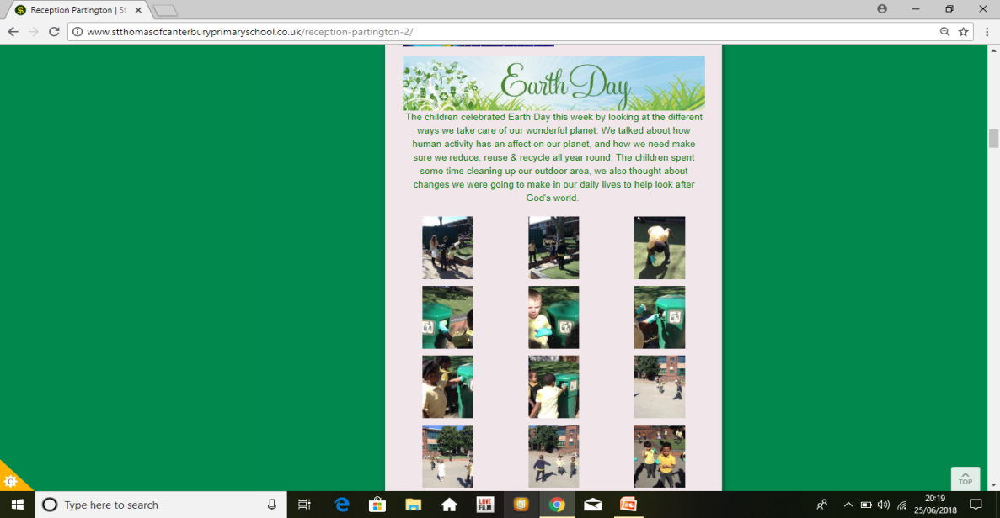 Reception Partington | St
www.stthomasofcanterburyprimaryschool.co.uk/reception-partington-2/
Earth Day
The children celebrated Earth Day this week by looking at the different
ways we take care of our wonderful planet. We talked about how
human activity has an affect on our planet, and how we need make
sure we reduce, reuse & recycle all year round. The children spent
some time cleaning up our outdoor area, we also thought about
changes we were going to make in our daily lives to help look after
God's world.
TOP
Type here to search
LOVE
FiLM
20:19
25/06/2018